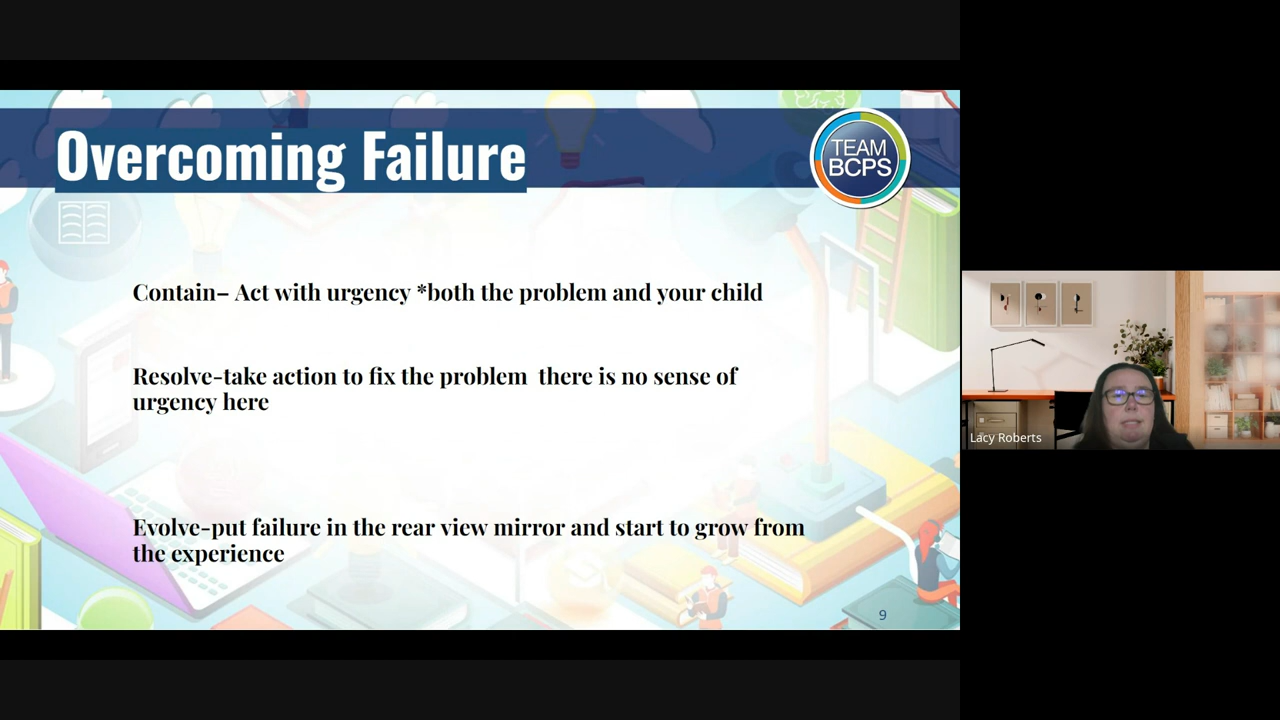 Overcoming Failure
TEAM
BCPS
Contain– Act with urgency *both the problem and your child
Resolve-take action to fix the problem  there is no sense of
urgency here
Evolve-put failure in the rear view mirror and start to grow from
the experience
9
Lacy Roberts